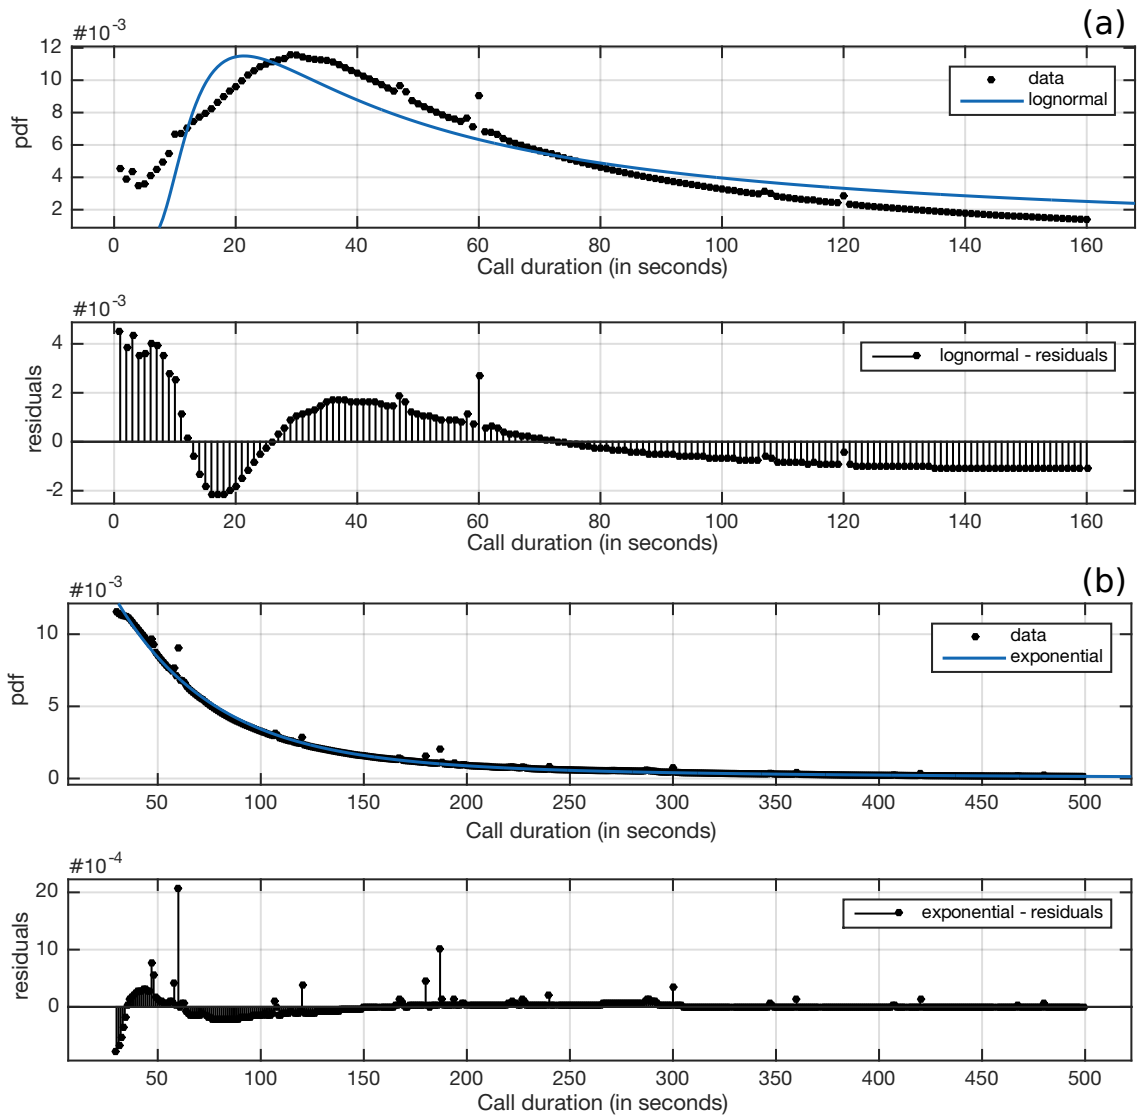 (a)
#10-3
12
10
8
6
4
2
pdf
data
lognormal
0 20 40 60 80 100 120 140 160
Call duration (in seconds)
#10-3
4
2
0
-2
residuals
lognormal - residuals
0 20 40 60 80 100 120 140 160
Call duration (in seconds)
(b)
#10-3
10
5
0
pdf
data
exponential
50 100 150 200 250 300 350 400 450 500
Call duration (in seconds)
#10-4
20
10
0
residuals
exponential - residuals
50 100 150 200 250 300 350 400 450 500
Call duration (in seconds)